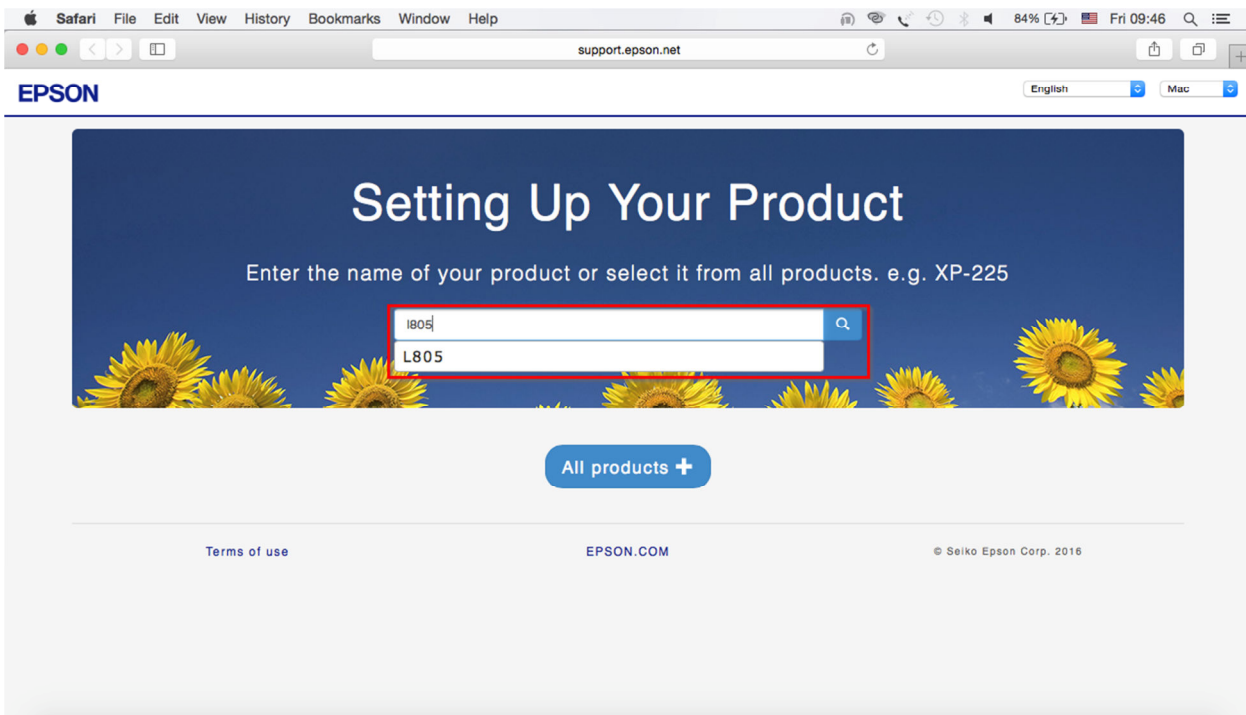 Safari File Edit View History Bookmarks Window Help 84% Fri 09:46
support.epson.net
EPSON English Mac
Setting Up Your Product
Enter the name of your product or select it from all products. e.g. XP-225
l805
L805
All products +
Terms of use EPSON.COM © Seiko Epson Corp. 2016